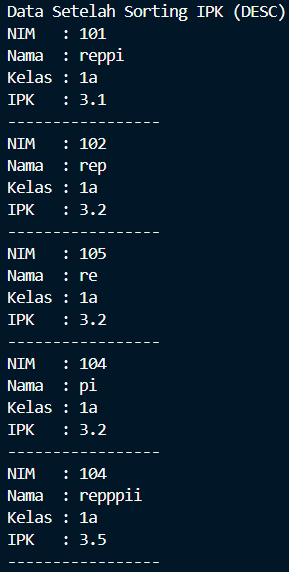 Data Setelah Sorting IPK (DESC)
NIM   : 101
Nama  : reppi
Kelas : 1a
IPK   : 3.1
-----------------
NIM   : 102
Nama  : rep
Kelas : 1a
IPK   : 3.2
-----------------
NIM   : 105
Nama  : re
Kelas : 1a
IPK   : 3.2
-----------------
NIM   : 104
Nama  : pi
Kelas : 1a
IPK   : 3.2
-----------------
NIM   : 104
Nama  : repppii
Kelas : 1a
IPK   : 3.5
-----------------